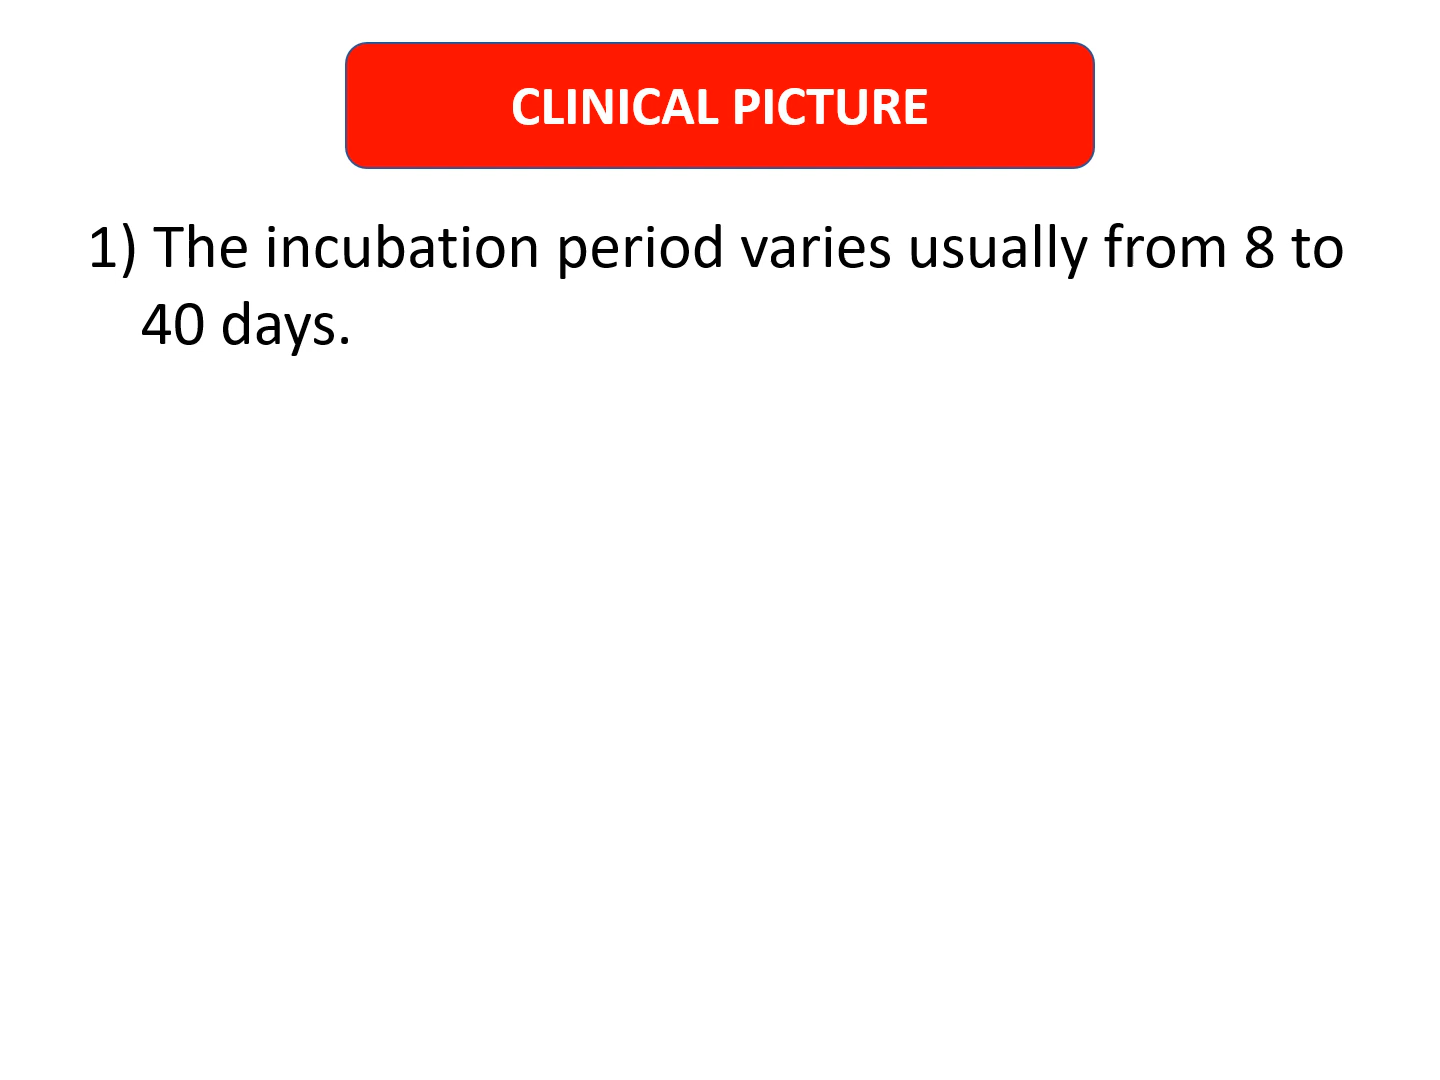 CLINICAL PICTURE
1) The incubation period varies usually from 8 to
40 days.